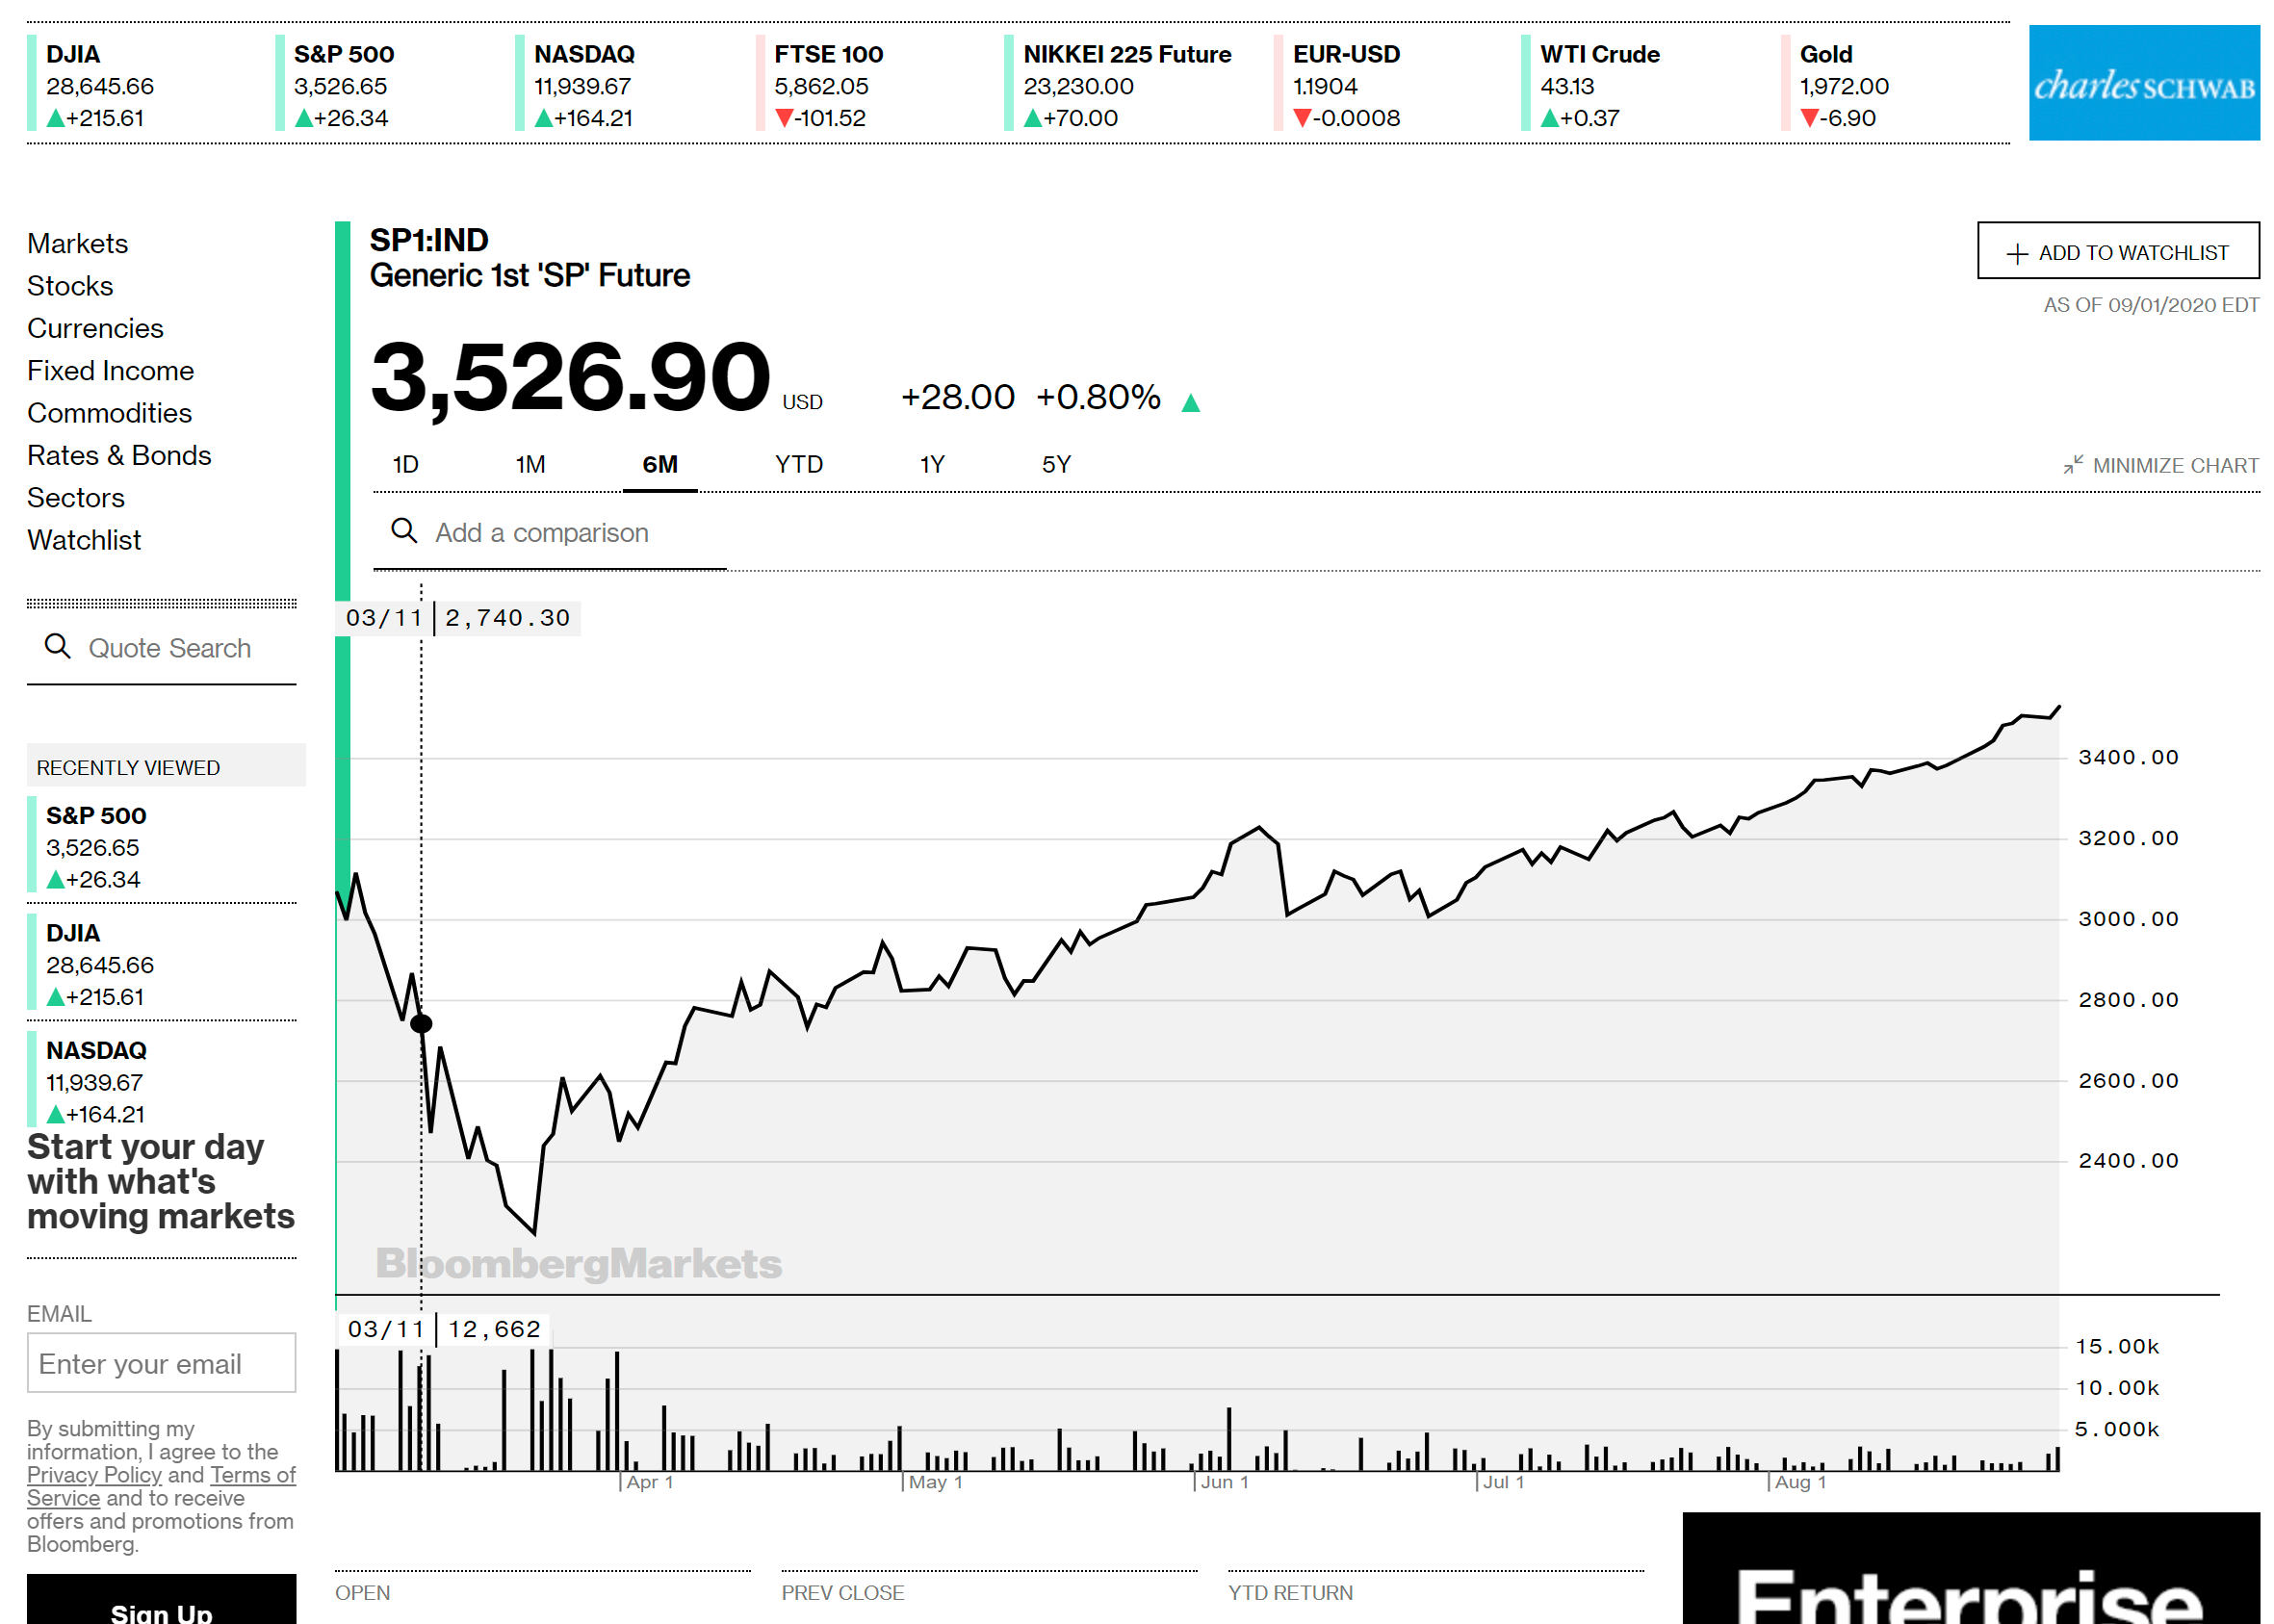 DJIA
28,645.66
+215.61
S&P 500
3,526.65
+26.34
NASDAQ
11,939.67
+164.21
FTSE 100
5,862.05
-101.52
NIKKEI 225 Future
23,230.00
+70.00
EUR-USD
1.1904
-0.0008
WTI Crude
43.13
+0.37
Gold
1,972.00
-6.90
charles SCHWAB
Markets
Stocks
Currencies
Fixed Income
Commodities
Rates & Bonds
Sectors
Watchlist
Quote Search
RECENTLY VIEWED
S&P 500
3,526.65
+26.34
DJIA
28,645.66
+215.61
NASDAQ
11,939.67
+164.21
Start your day
with what's
moving markets
EMAIL
Enter your email
By submitting my
information, I agree to the
Privacy Policy and Terms of
Service and to receive
offers and promotions from
Bloomberg.
Sign Up
SP1:IND
Generic 1st 'SP' Future
ADD TO WATCHLIST
AS OF 09/01/2020 EDT
3,526.90 USD +28.00 +0.80%
1D 1M 6M YTD 1Y 5Y
MINIMIZE CHART
Add a comparison
03/11 2,740.30
3400.00
3200.00
3000.00
2800.00
2600.00
2400.00
BloombergMarkets
03/11 12,662
15.00k
10.00k
5.000k
Apr 1 May 1 Jun 1 Jul 1 Aug 1
OPEN
PREV CLOSE
YTD RETURN
Enterprise